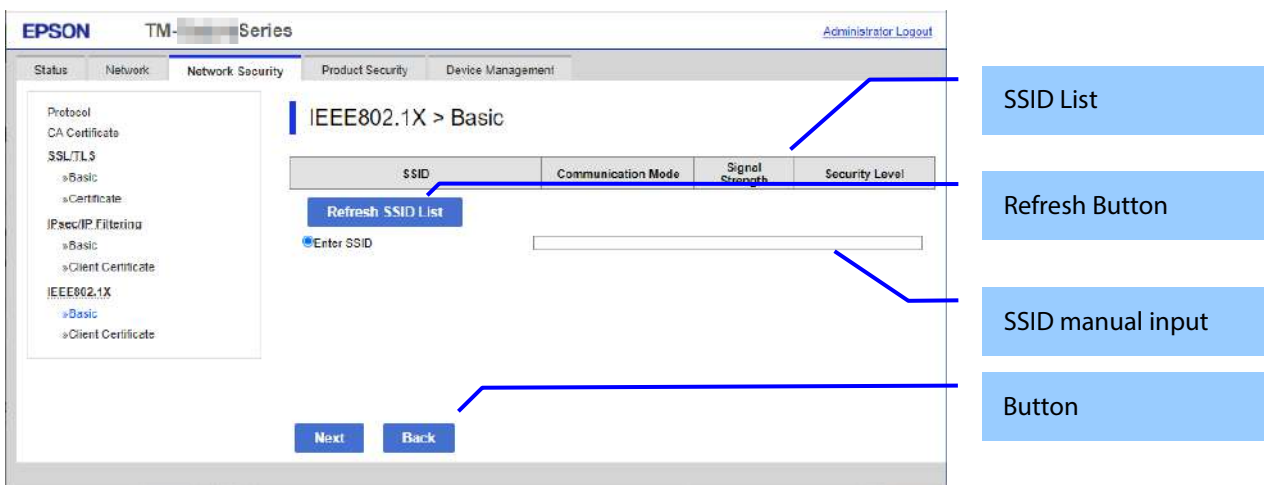 EPSON TM- Series Administrator Logout
Status Network Network Security Product Security Device Management
Protocol
CA Certificate
SSL/TLS
»Basic
»Certificate
IPsec/IP Filtering
»Basic
»Client Certificate
IEEE802.1X
»Basic
»Client Certificate
IEEE802.1X > Basic
SSID Communication Mode Signal Strength Security Level
Refresh SSID List
Enter SSID
Next Back
SSID List
Refresh Button
SSID manual input
Button